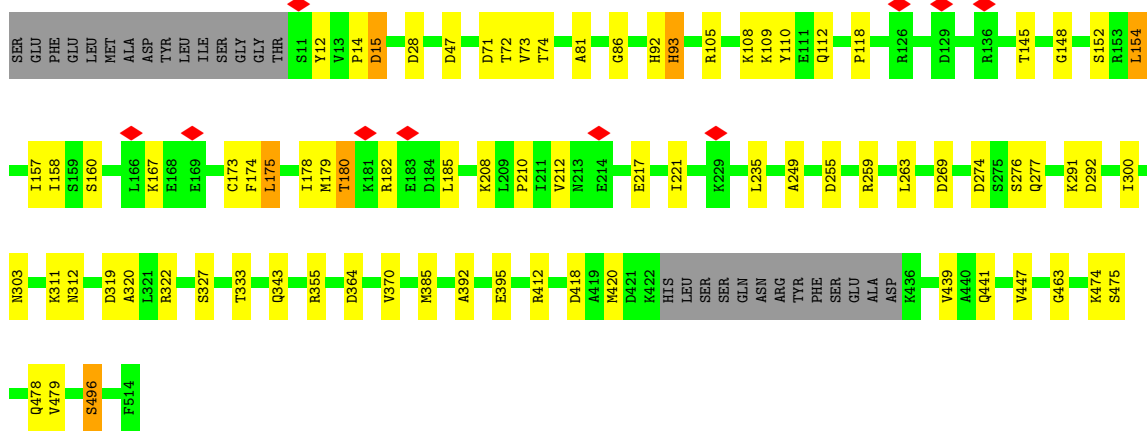 SER GLU PHE GLU LEU MET ALA ASP TYR LEU ILE SER GLY GLY THR S11 Y12 V13 P14 D15 D28 D47 D71 T72 V73 T74 A81 G86 H92 H93 R105 K108 K109 Y110 E111 Q112 P118 R126 D129 R136 T145 G148 S152 R153 L154
I157 I158 S159 S160 L166 K167 E168 E169 C173 F174 L175 I178 M179 T180 K181 R182 E183 D184 L185 K208 L209 P210 I211 V212 N213 E214 E217 I221 K229 L235 A249 D255 R259 L263 D269 D274 S275 S276 Q277 K291 D292 I300
N303 K311 N312 D319 A320 L321 R322 S327 T333 Q343 R355 D364 V370 M385 A392 E395 R412 D418 A419 M420 D421 K422 HIS LEU SER SER GLN ASN ARG TYR PHE SER GLU ALA ASP K436 V439 A440 Q441 V447 G463 K474 S475
Q478 V479 S496 F514